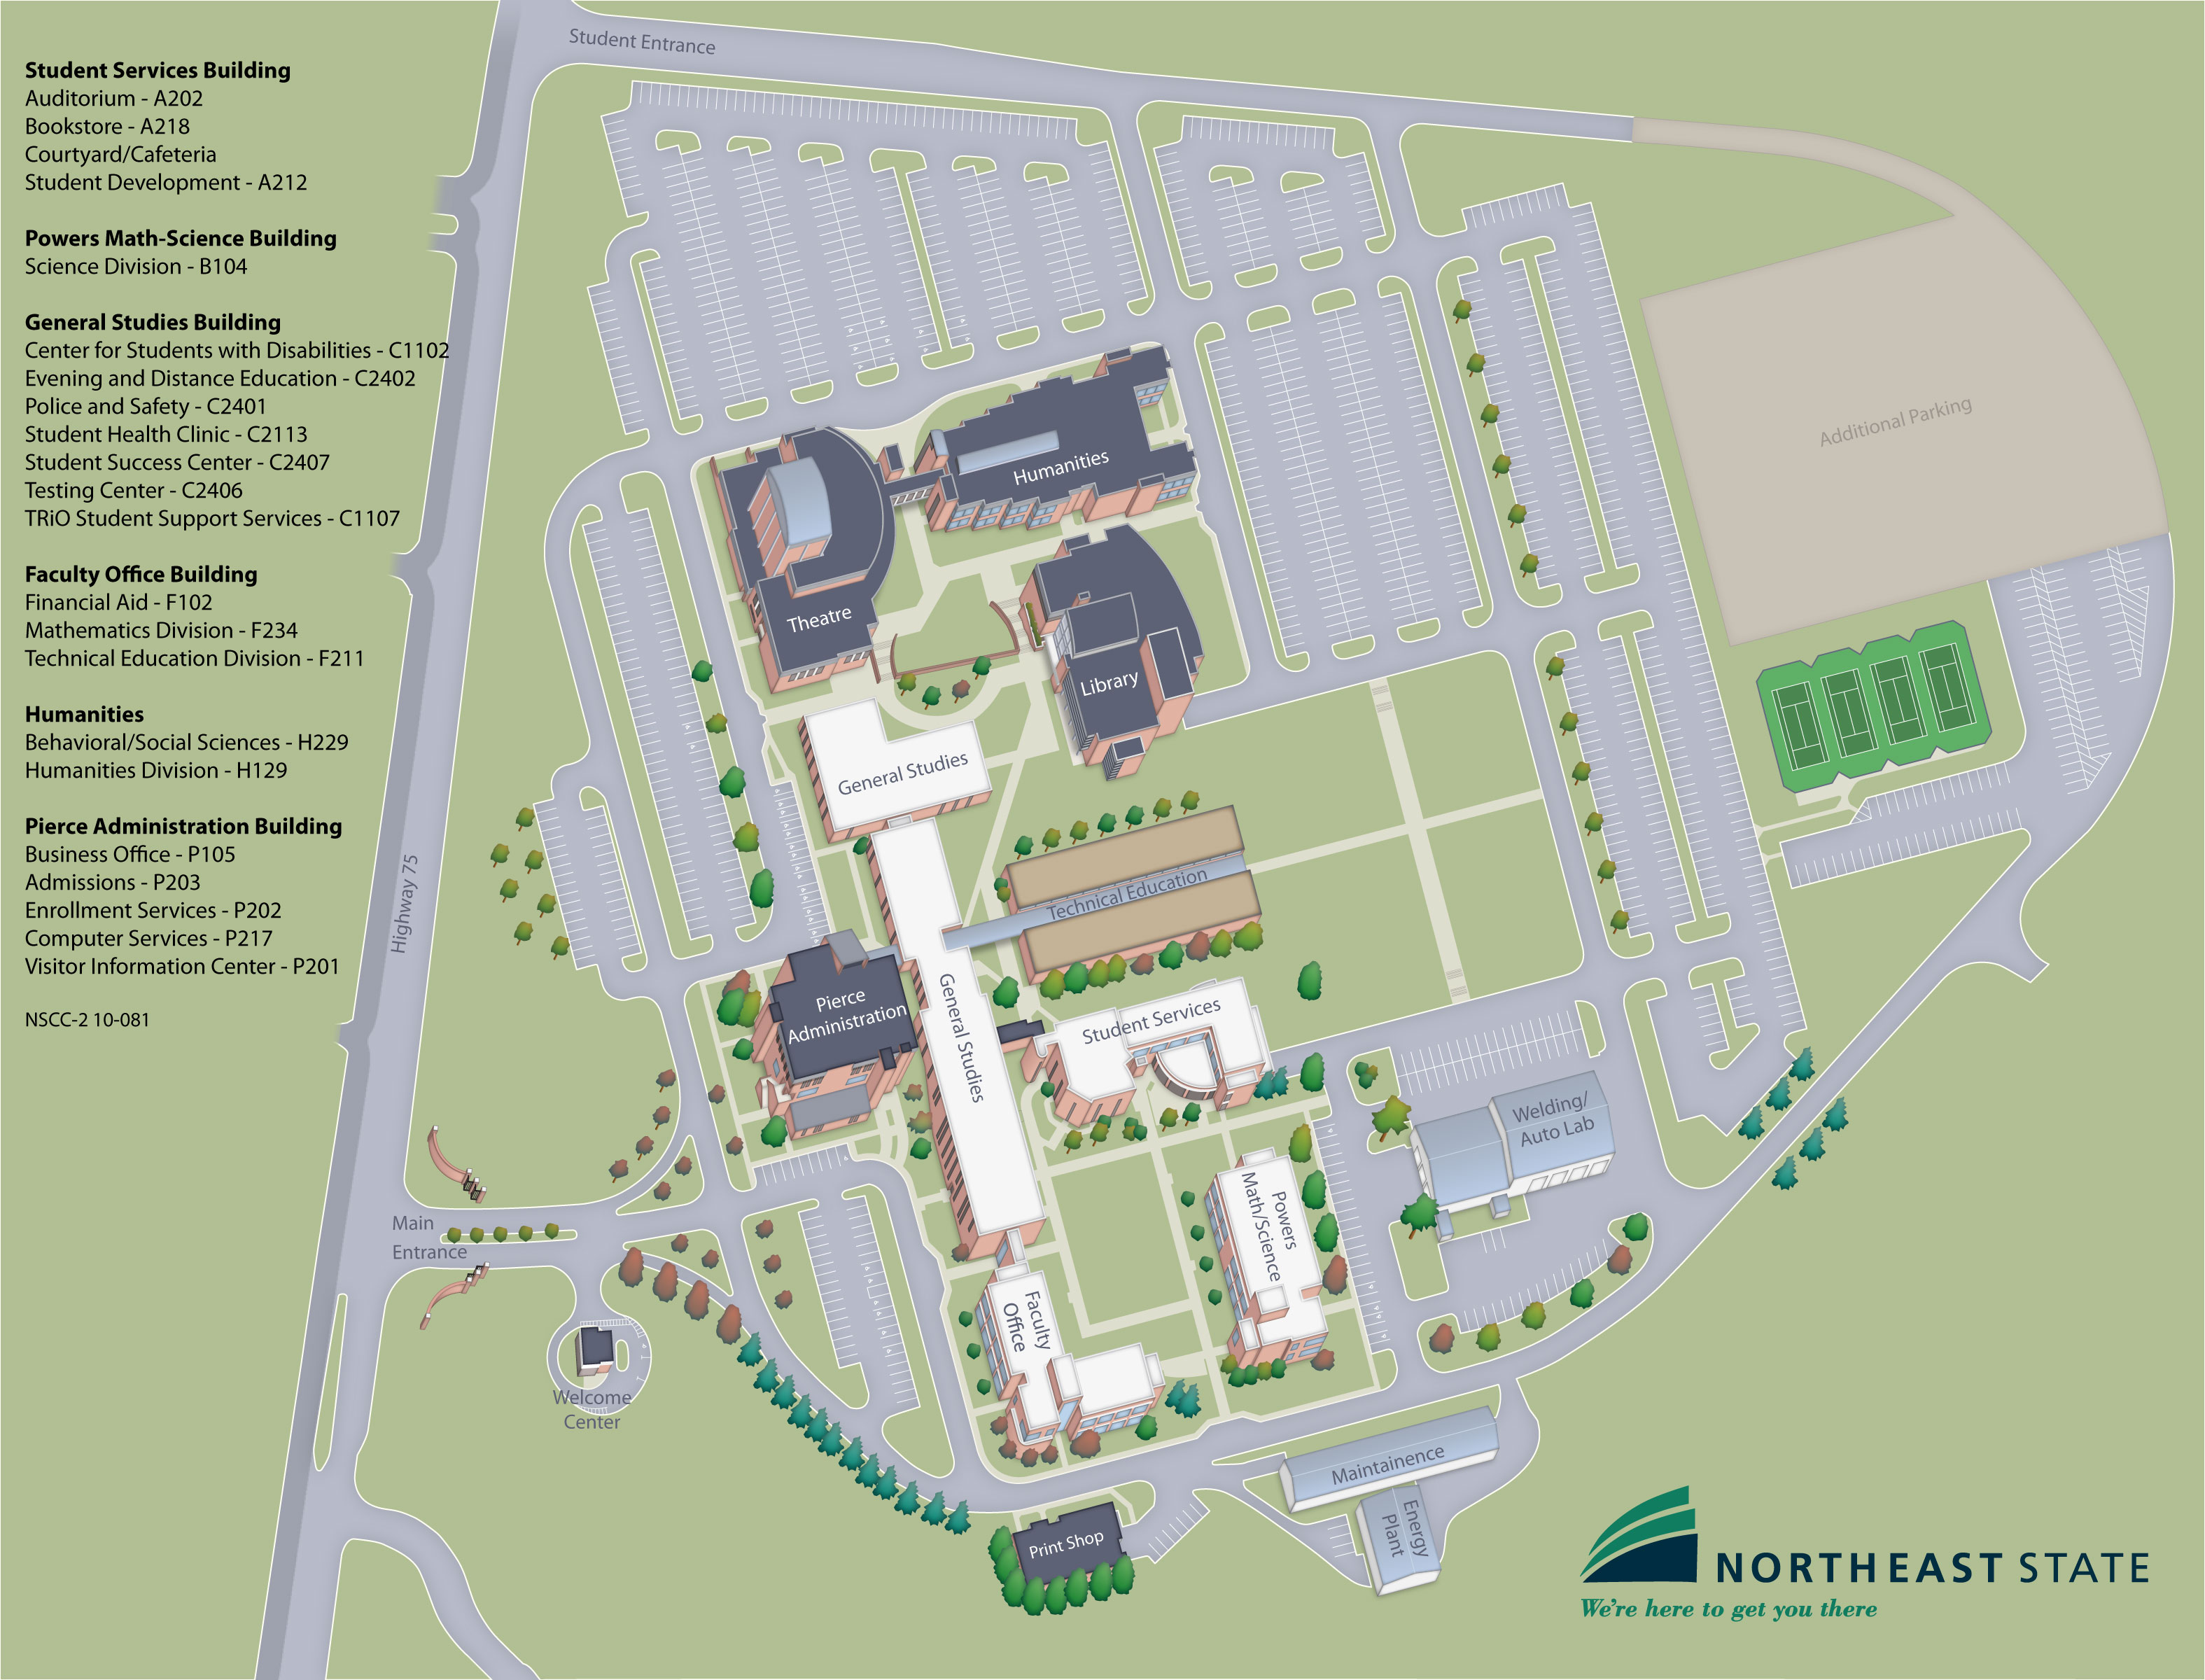 Student Services Building
Auditorium - A202
Bookstore - A218
Courtyard/Cafeteria
Student Development - A212
Powers Math-Science Building
Science Division - B104
General Studies Building
Center for Students with Disabilities - C1102
Evening and Distance Education - C2402
Police and Safety - C2401
Student Health Clinic - C2113
Student Success Center - C2407
Testing Center - C2406
TRiO Student Support Services - C1107
Faculty Office Building
Financial Aid - F102
Mathematics Division - F234
Technical Education Division - F211
Humanities
Behavioral/Social Sciences - H229
Humanities Division - H129
Pierce Administration Building
Business Office - P105
Admissions - P203
Enrollment Services - P202
Computer Services - P217
Visitor Information Center - P201
NSCC-2 10-081
Student Entrance
Additional Parking
Humanities
Theatre
Library
General Studies
Highway 75
Technical Education
Pierce
Administration
General Studies
Student Services
Welding/
Auto Lab
Main
Entrance
Powers
Math/Science
Faculty
Office
Welcome
Center
Maintainence
Energy
Plant
Print Shop
NORTHEAST STATE
We're here to get you there